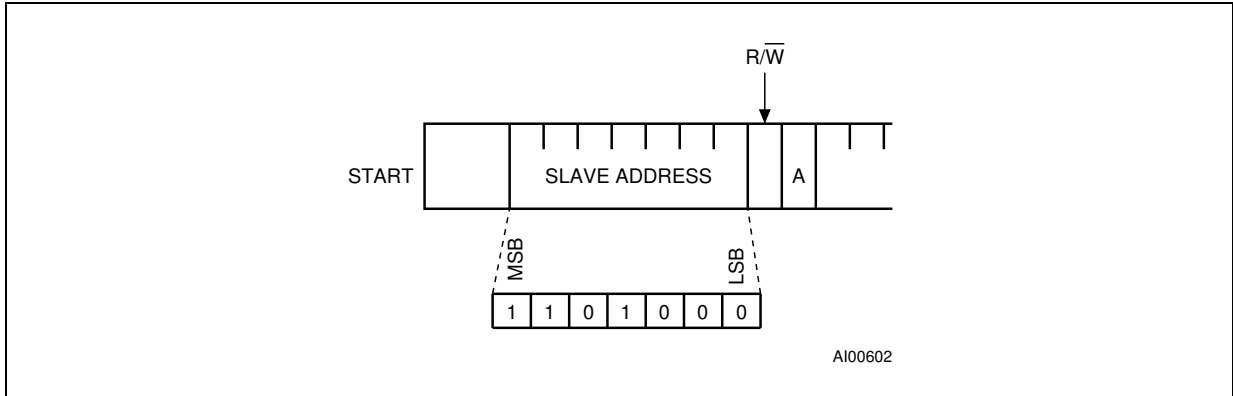 R/W̅
START
SLAVE ADDRESS
A
MSB
LSB
1 1 0 1 0 0 0
AI00602